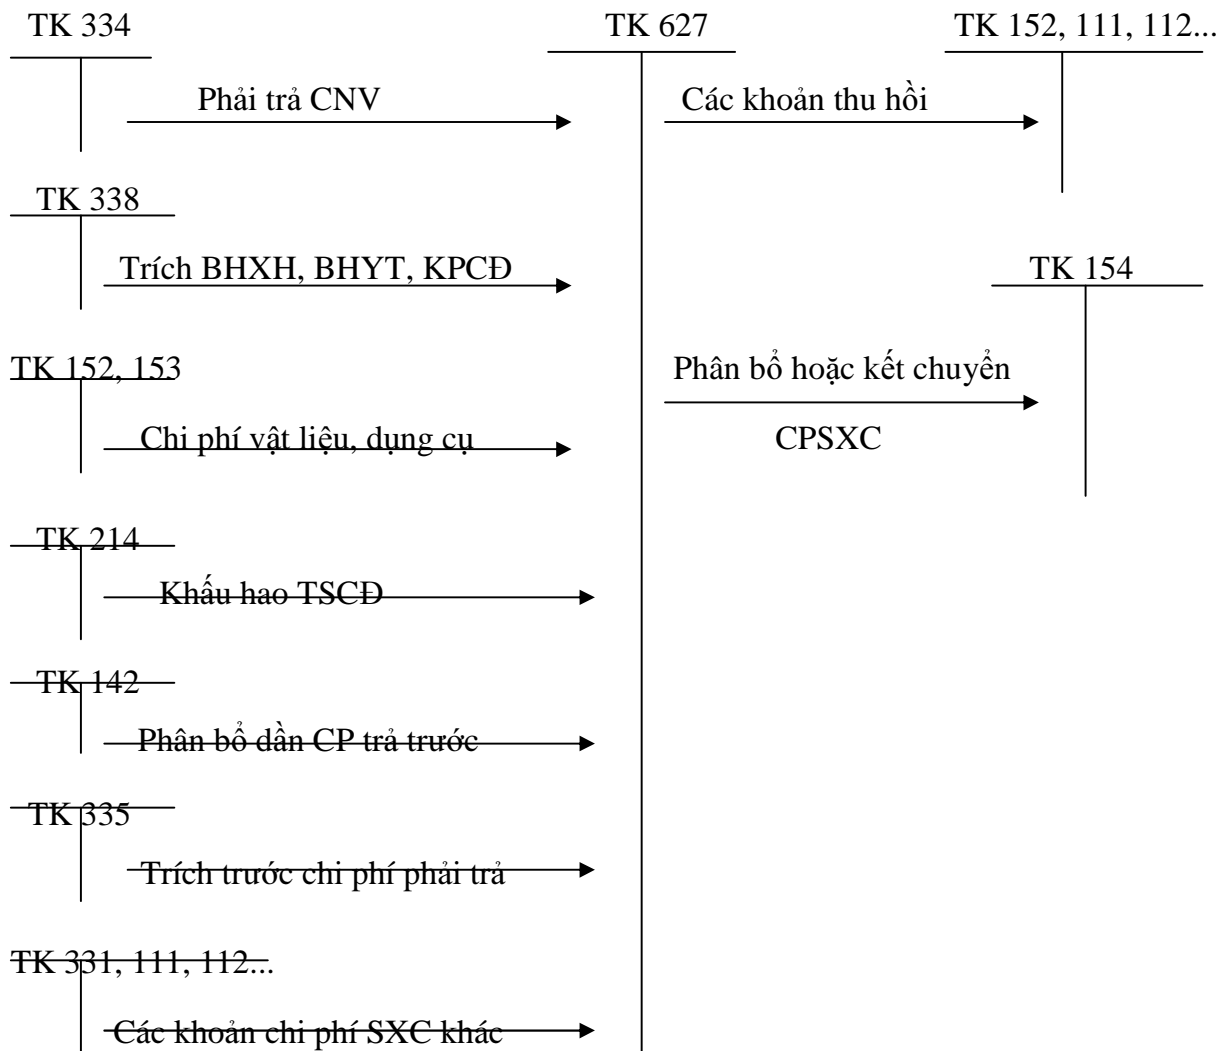 TK 334
TK 627
TK 152, 111, 112...
Phải trả CNV
Các khoản thu hồi
TK 338
Trích BHXH, BHYT, KPCĐ
TK 154
TK 152, 153
Phân bổ hoặc kết chuyển
Chi phí vật liệu, dụng cụ
CPSXC
TK 214
Khấu hao TSCĐ
TK 142
Phân bổ dần CP trả trước
TK 335
Trích trước chi phí phải trả
TK 331, 111, 112...
Các khoản chi phí SXC khác